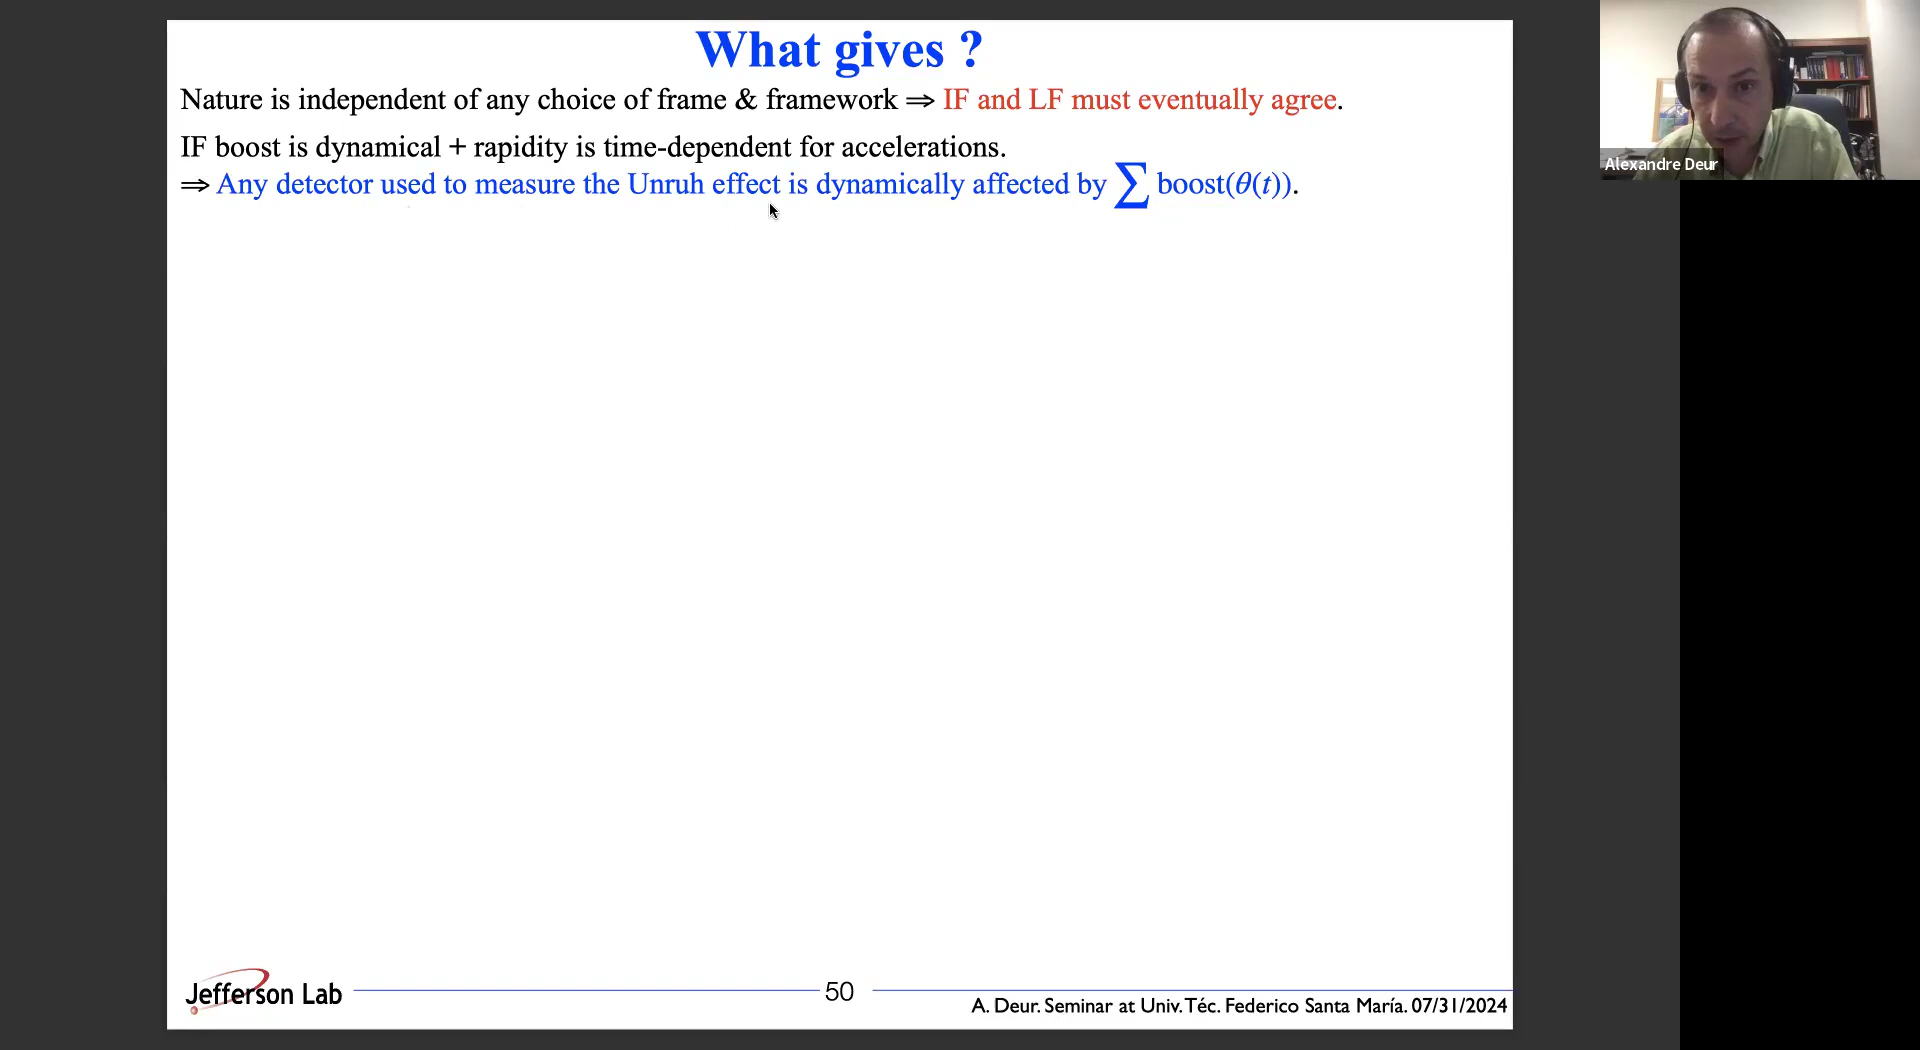 What gives ?
Nature is independent of any choice of frame & framework ⇒ IF and LF must eventually agree.
IF boost is dynamical + rapidity is time-dependent for accelerations.
⇒ Any detector used to measure the Unruh effect is dynamically affected by ∑ boost(θ(t)).
Alexandre Deur
Jefferson Lab
50
A. Deur. Seminar at Univ. Téc. Federico Santa María. 07/31/2024